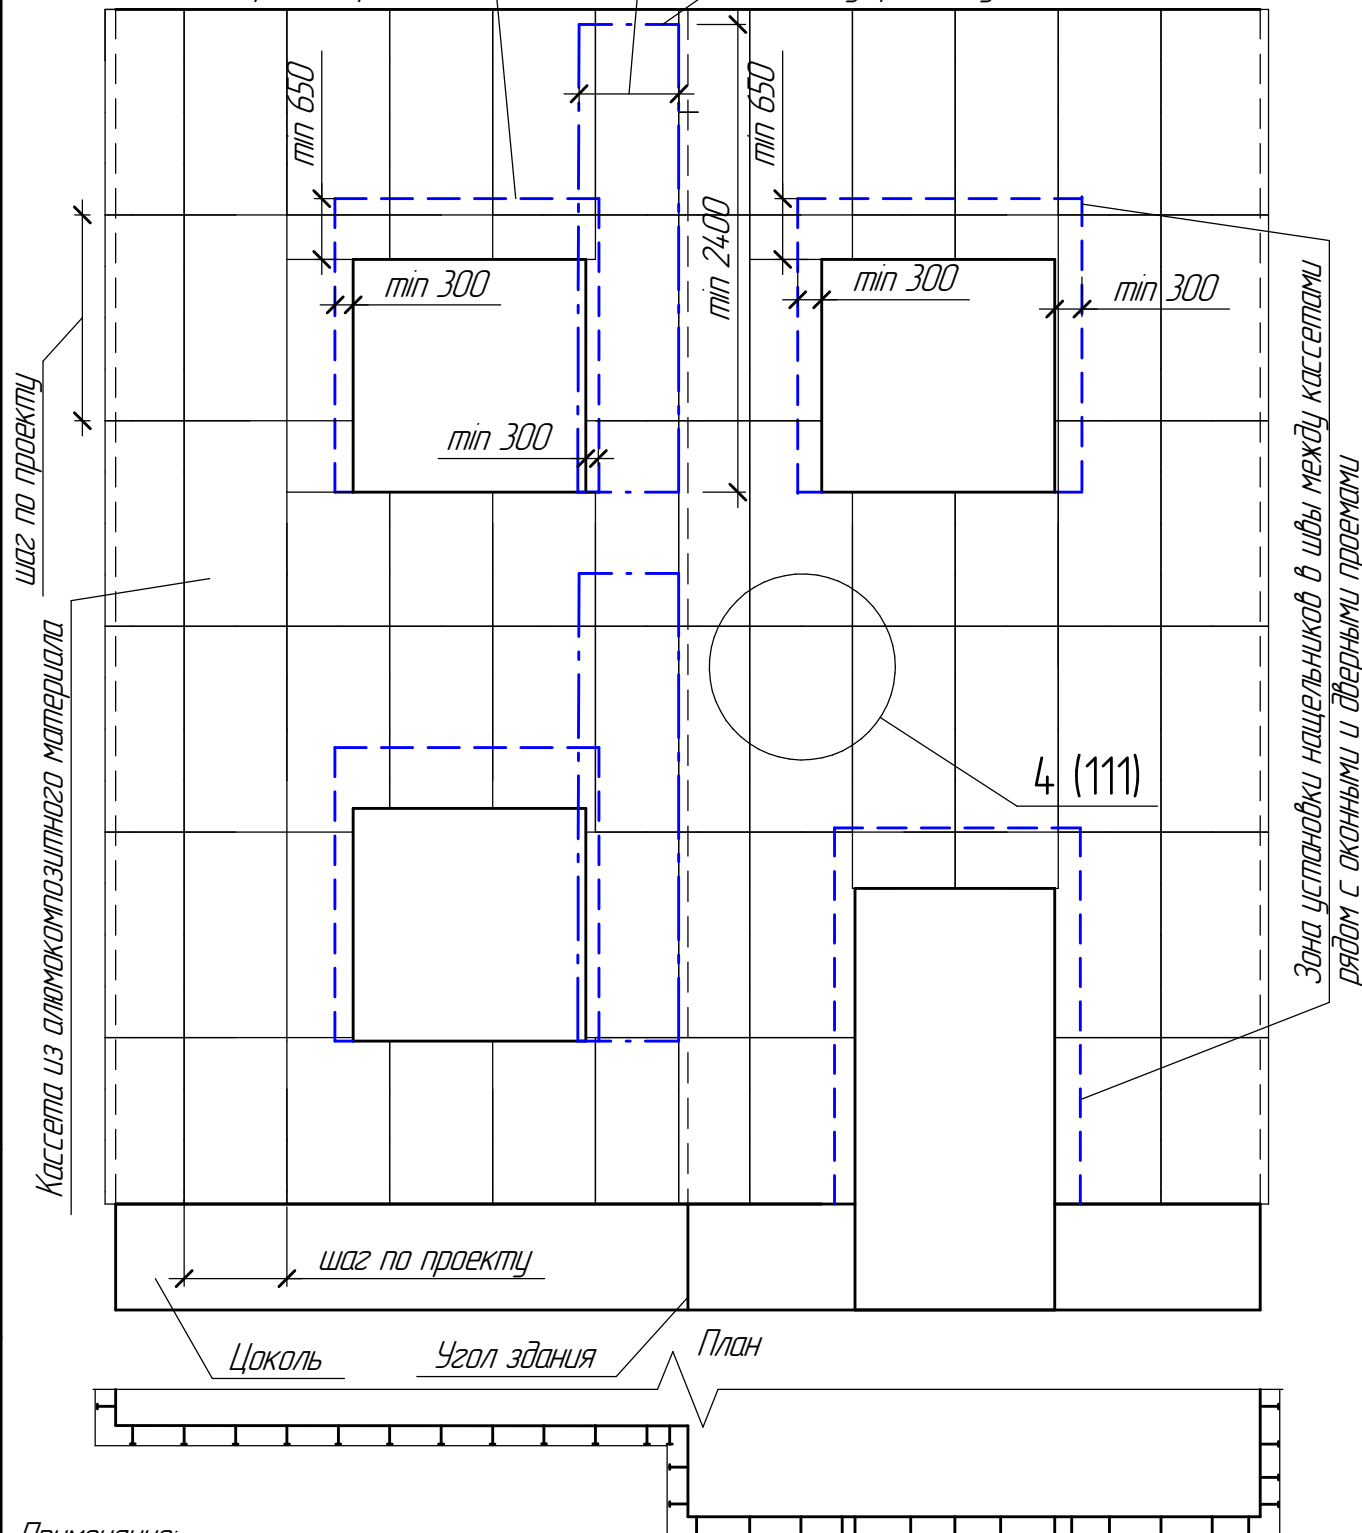 min 650
min 650
min 2400
min 300
min 300
min 300
min 300
шаг по проекту
Кассета из алюмокомпозитного материала
Зона установки нащельников в швы между кассетами
рядом с оконными и дверными проемами
4 (111)
шаг по проекту
Цоколь
Угол здания
План